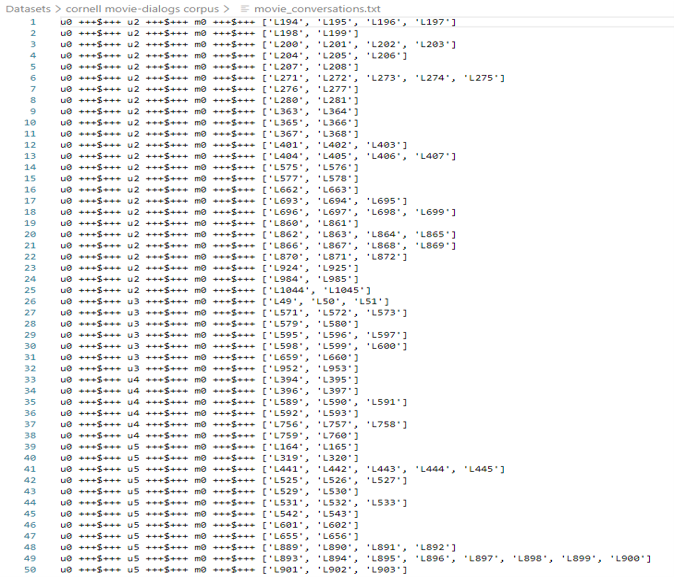 Datasets > cornell movie-dialogs corpus > movie_conversations.txt
1 u0 +++$+++ u2 +++$+++ m0 +++$+++ ['L194', 'L195', 'L196', 'L197']
2 u0 +++$+++ u2 +++$+++ m0 +++$+++ ['L198', 'L199']
3 u0 +++$+++ u2 +++$+++ m0 +++$+++ ['L200', 'L201', 'L202', 'L203']
4 u0 +++$+++ u2 +++$+++ m0 +++$+++ ['L204', 'L205', 'L206']
5 u0 +++$+++ u2 +++$+++ m0 +++$+++ ['L207', 'L208']
6 u0 +++$+++ u2 +++$+++ m0 +++$+++ ['L271', 'L272', 'L273', 'L274', 'L275']
7 u0 +++$+++ u2 +++$+++ m0 +++$+++ ['L276', 'L277']
8 u0 +++$+++ u2 +++$+++ m0 +++$+++ ['L280', 'L281']
9 u0 +++$+++ u2 +++$+++ m0 +++$+++ ['L363', 'L364']
10 u0 +++$+++ u2 +++$+++ m0 +++$+++ ['L365', 'L366']
11 u0 +++$+++ u2 +++$+++ m0 +++$+++ ['L367', 'L368']
12 u0 +++$+++ u2 +++$+++ m0 +++$+++ ['L401', 'L402', 'L403']
13 u0 +++$+++ u2 +++$+++ m0 +++$+++ ['L404', 'L405', 'L406', 'L407']
14 u0 +++$+++ u2 +++$+++ m0 +++$+++ ['L575', 'L576']
15 u0 +++$+++ u2 +++$+++ m0 +++$+++ ['L577', 'L578']
16 u0 +++$+++ u2 +++$+++ m0 +++$+++ ['L662', 'L663']
17 u0 +++$+++ u2 +++$+++ m0 +++$+++ ['L693', 'L694', 'L695']
18 u0 +++$+++ u2 +++$+++ m0 +++$+++ ['L696', 'L697', 'L698', 'L699']
19 u0 +++$+++ u2 +++$+++ m0 +++$+++ ['L860', 'L861']
20 u0 +++$+++ u2 +++$+++ m0 +++$+++ ['L862', 'L863', 'L864', 'L865']
21 u0 +++$+++ u2 +++$+++ m0 +++$+++ ['L866', 'L867', 'L868', 'L869']
22 u0 +++$+++ u2 +++$+++ m0 +++$+++ ['L870', 'L871', 'L872']
23 u0 +++$+++ u2 +++$+++ m0 +++$+++ ['L924', 'L925']
24 u0 +++$+++ u2 +++$+++ m0 +++$+++ ['L984', 'L985']
25 u0 +++$+++ u2 +++$+++ m0 +++$+++ ['L1044', 'L1045']
26 u0 +++$+++ u3 +++$+++ m0 +++$+++ ['L49', 'L50', 'L51']
27 u0 +++$+++ u3 +++$+++ m0 +++$+++ ['L571', 'L572', 'L573']
28 u0 +++$+++ u3 +++$+++ m0 +++$+++ ['L579', 'L580']
29 u0 +++$+++ u3 +++$+++ m0 +++$+++ ['L595', 'L596', 'L597']
30 u0 +++$+++ u3 +++$+++ m0 +++$+++ ['L598', 'L599', 'L600']
31 u0 +++$+++ u3 +++$+++ m0 +++$+++ ['L659', 'L660']
32 u0 +++$+++ u3 +++$+++ m0 +++$+++ ['L952', 'L953']
33 u0 +++$+++ u4 +++$+++ m0 +++$+++ ['L394', 'L395']
34 u0 +++$+++ u4 +++$+++ m0 +++$+++ ['L396', 'L397']
35 u0 +++$+++ u4 +++$+++ m0 +++$+++ ['L589', 'L590', 'L591']
36 u0 +++$+++ u4 +++$+++ m0 +++$+++ ['L592', 'L593']
37 u0 +++$+++ u4 +++$+++ m0 +++$+++ ['L756', 'L757', 'L758']
38 u0 +++$+++ u4 +++$+++ m0 +++$+++ ['L759', 'L760']
39 u0 +++$+++ u5 +++$+++ m0 +++$+++ ['L164', 'L165']
40 u0 +++$+++ u5 +++$+++ m0 +++$+++ ['L319', 'L320']
41 u0 +++$+++ u5 +++$+++ m0 +++$+++ ['L441', 'L442', 'L443', 'L444', 'L445']
42 u0 +++$+++ u5 +++$+++ m0 +++$+++ ['L525', 'L526', 'L527']
43 u0 +++$+++ u5 +++$+++ m0 +++$+++ ['L529', 'L530']
44 u0 +++$+++ u5 +++$+++ m0 +++$+++ ['L531', 'L532', 'L533']
45 u0 +++$+++ u5 +++$+++ m0 +++$+++ ['L542', 'L543']
46 u0 +++$+++ u5 +++$+++ m0 +++$+++ ['L601', 'L602']
47 u0 +++$+++ u5 +++$+++ m0 +++$+++ ['L655', 'L656']
48 u0 +++$+++ u5 +++$+++ m0 +++$+++ ['L889', 'L890', 'L891', 'L892']
49 u0 +++$+++ u5 +++$+++ m0 +++$+++ ['L893', 'L894', 'L895', 'L896', 'L897', 'L898', 'L899', 'L900']
50 u0 +++$+++ u5 +++$+++ m0 +++$+++ ['L901', 'L902', 'L903']